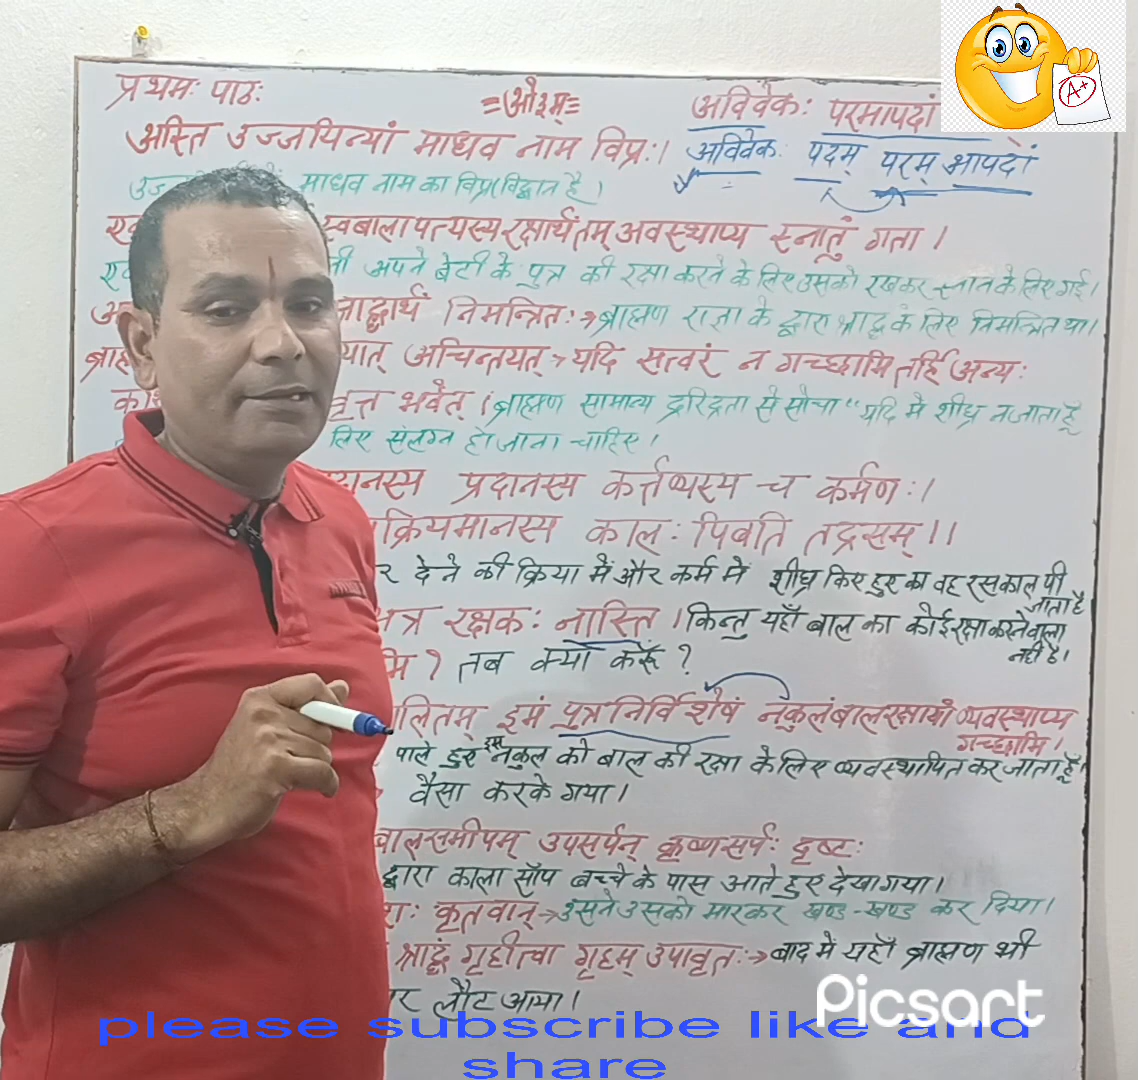 प्रथमः पाठः =ओ३म्= अविवेकः परमापदां
A+
अस्ति उज्जयिन्यां माधव नाम विप्रः। अविवेकः पदम् परम् आपदां
माधव नाम का विप्र(विद्वान है)।
स्वबालापत्यस्य रक्षार्थंतम् अवस्थाप्य स्नातुं गता।
अपने बेटी के पुत्र की रक्षा करने के लिए उसको रखकर स्नान के लिए गई।
निमन्त्रितः→ब्राह्मण राजा के द्वारा श्राद्ध के लिए निमन्त्रित था।
यात् अचिन्तयत्→यदि सत्वरं न गच्छामि तर्हि अन्यः
भवेत्। ब्राह्मण सामान्य दरिद्रता से सोचा "यदि मै शीघ्र न जाता हूँ
लिए संलग्न हो जाना चाहिए।
दानस्य प्रदानस्य कर्त्तव्यस्य च कर्मणः।
क्रियमानस्य कालः पिवति तद्रसम्।।
र देने की क्रिया में और कर्म में शीघ्र किए हुए का वह रस काल पी
जाता है
त्र रक्षकः नास्ति। किन्तु यहाँ बाल का कोई रक्षा करने वाला
नहीं है।
मि? तब क्यों करूँ?
लितम् इमं पुत्रनिर्विशेषं नकुलंबालरक्षायां व्यवस्थाप्य
गच्छामि।
पाले हुए इस नकुल को बाल की रक्षा के लिए व्यवस्थापित कर जाता हूँ।
वैसा करके गया।
बालसमीपम् उपसर्पन् कृष्णसर्पः दृष्टः
द्वारा काला साँप बच्चे के पास आते हुए देखा गया।
कृतवान्→उसने उसको मारकर खण्ड-खण्ड कर दिया।
श्राद्धं गृहीत्वा गृहम् उपावृतः→बाद में यहाँ ब्राह्मण भी
र लौट आया।
Picsart
please subscribe like and
share